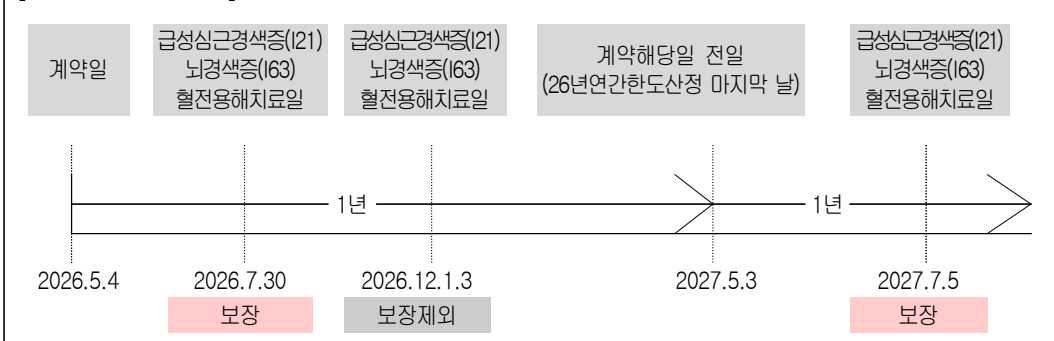 계약일
급성심근경색증(I21)
뇌경색증(I63)
혈전용해치료일
급성심근경색증(I21)
뇌경색증(I63)
혈전용해치료일
계약해당일 전일
(26년연간한도산정 마지막 날)
급성심근경색증(I21)
뇌경색증(I63)
혈전용해치료일
1년
1년
2026.5.4
2026.7.30
2026.12.1.3
2027.5.3
2027.7.5
보장
보장제외
보장